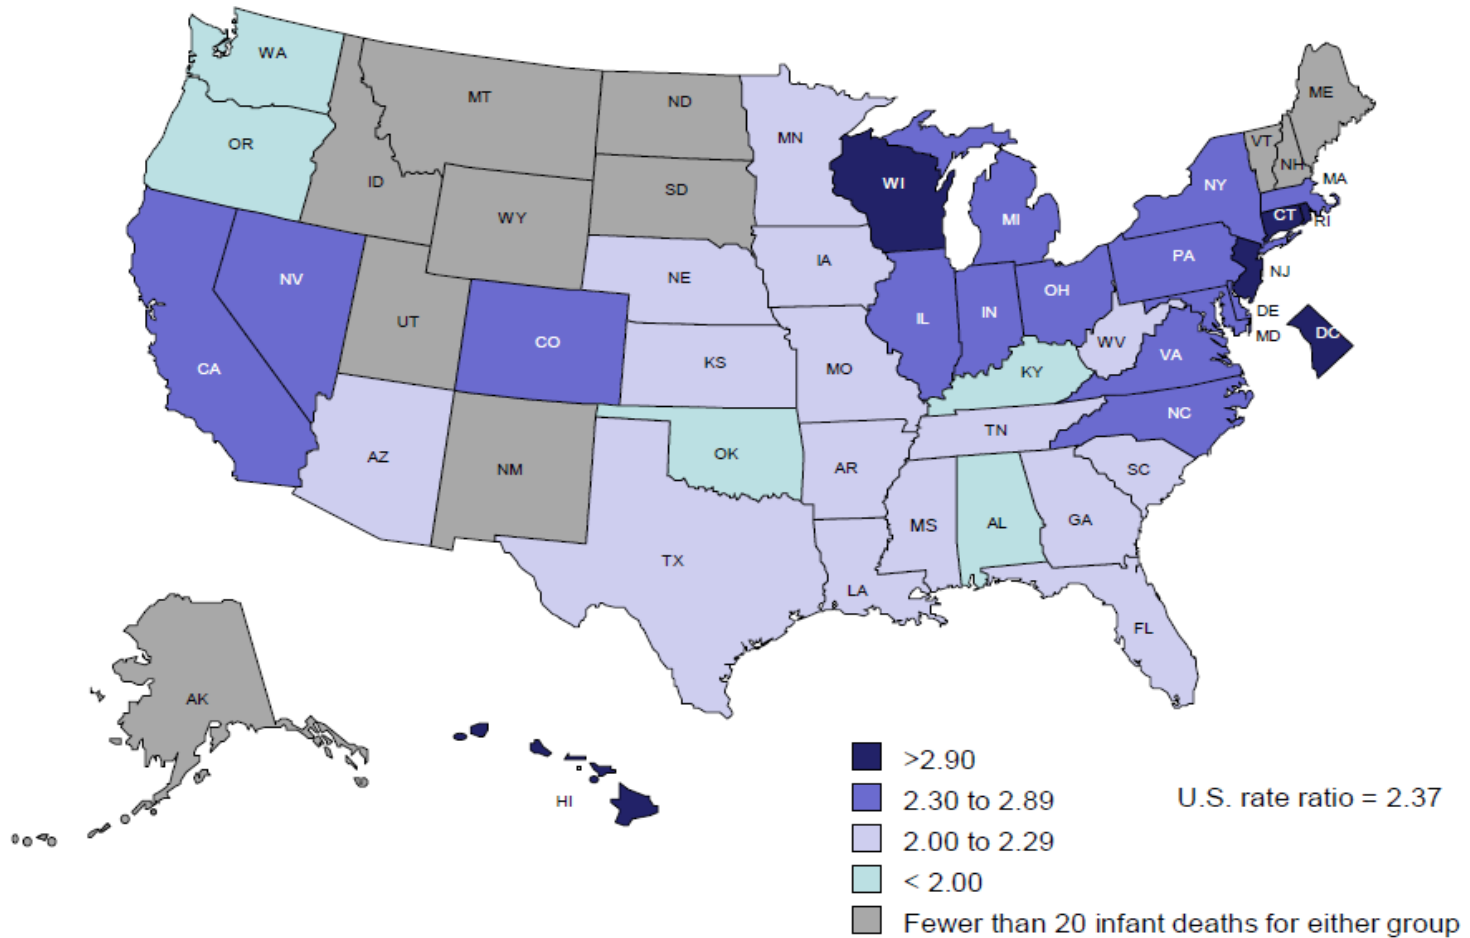 WA
MT
ND
ME
OR
MN
VT
NH
ID
SD
WI
MA
NY
WY
MI
CT
RI
PA
IA
NJ
NE
NV
OH
DE
IL
IN
UT
CO
MD
DC
WV
VA
KS
MO
CA
KY
NC
TN
AZ
OK
AR
SC
NM
MS
AL
GA
TX
LA
FL
AK
HI
>2.90
2.30 to 2.89
U.S. rate ratio = 2.37
2.00 to 2.29
< 2.00
Fewer than 20 infant deaths for either group